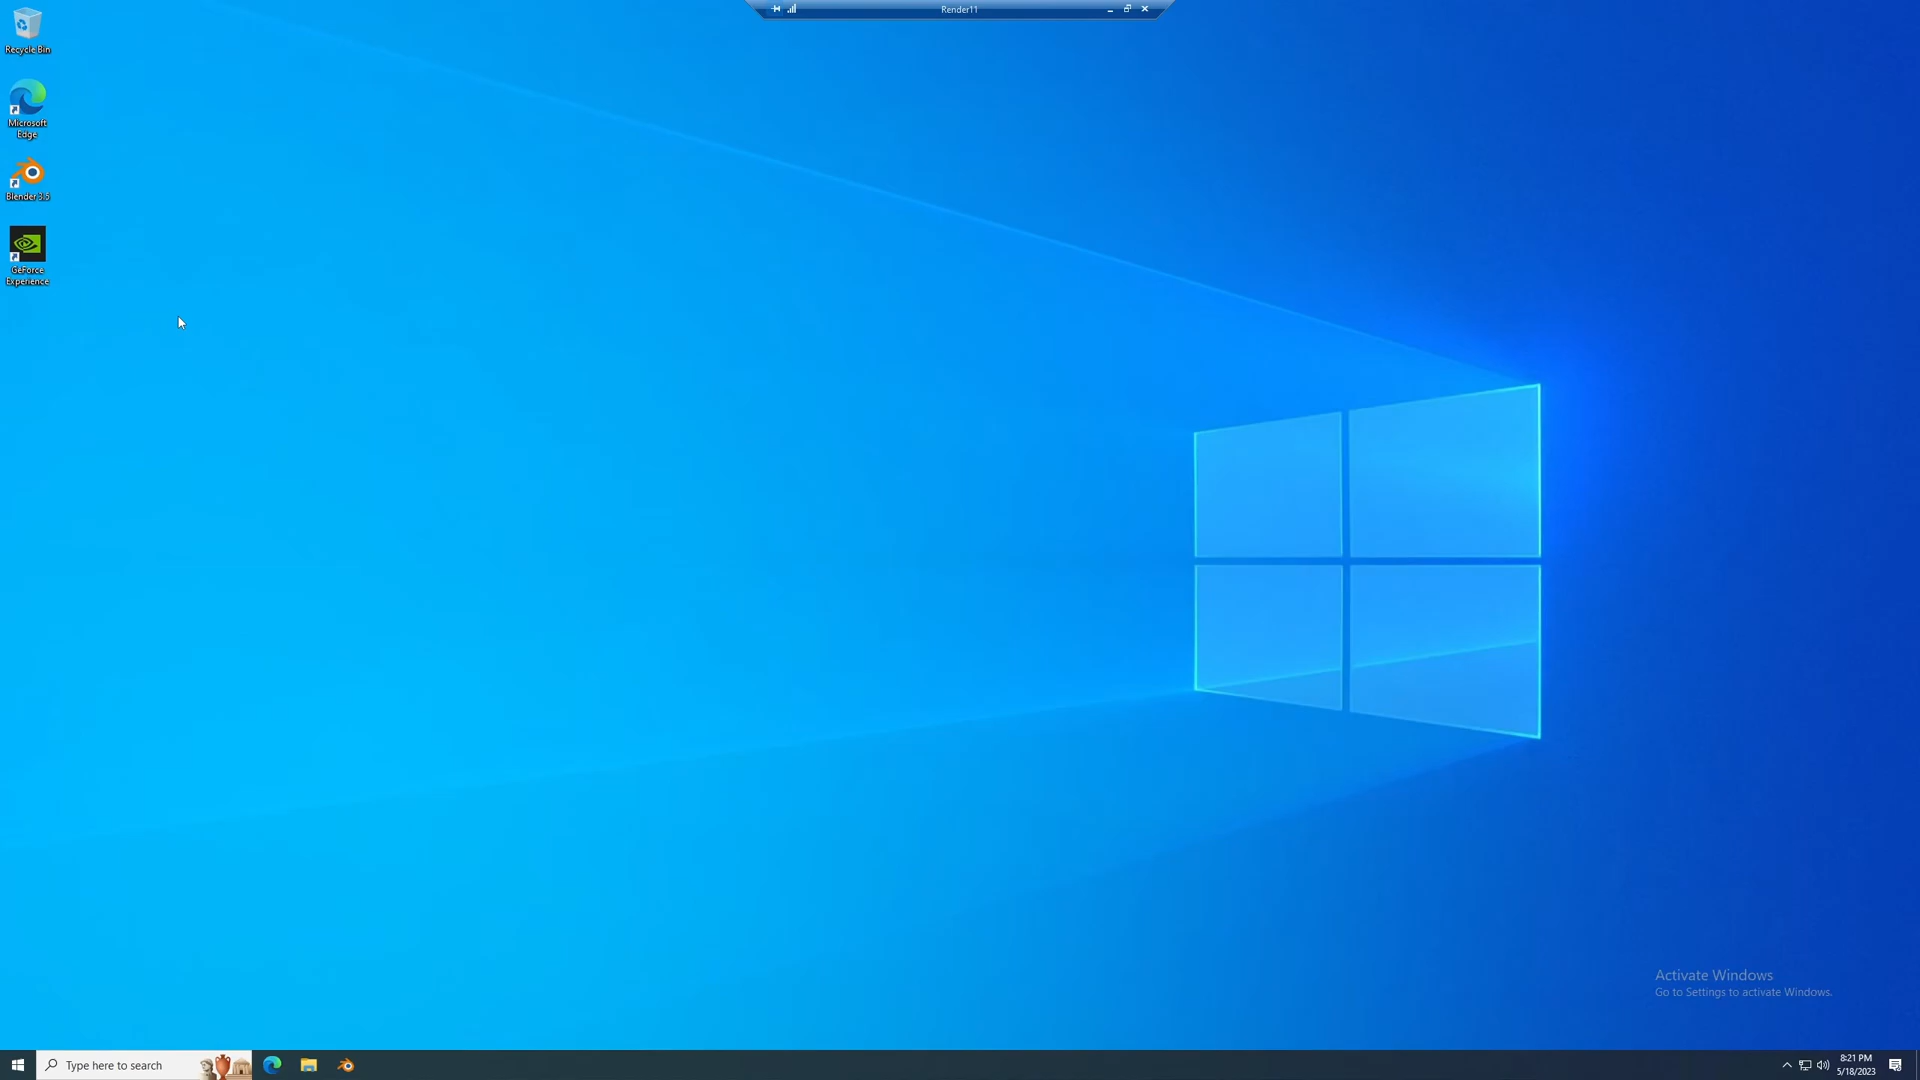 Render11
Recycle Bin
Microsoft
Edge
Blender 3.5
GeForce
Experience
Activate Windows
Go to Settings to activate Windows.
Type here to search
8:21 PM
5/18/2023